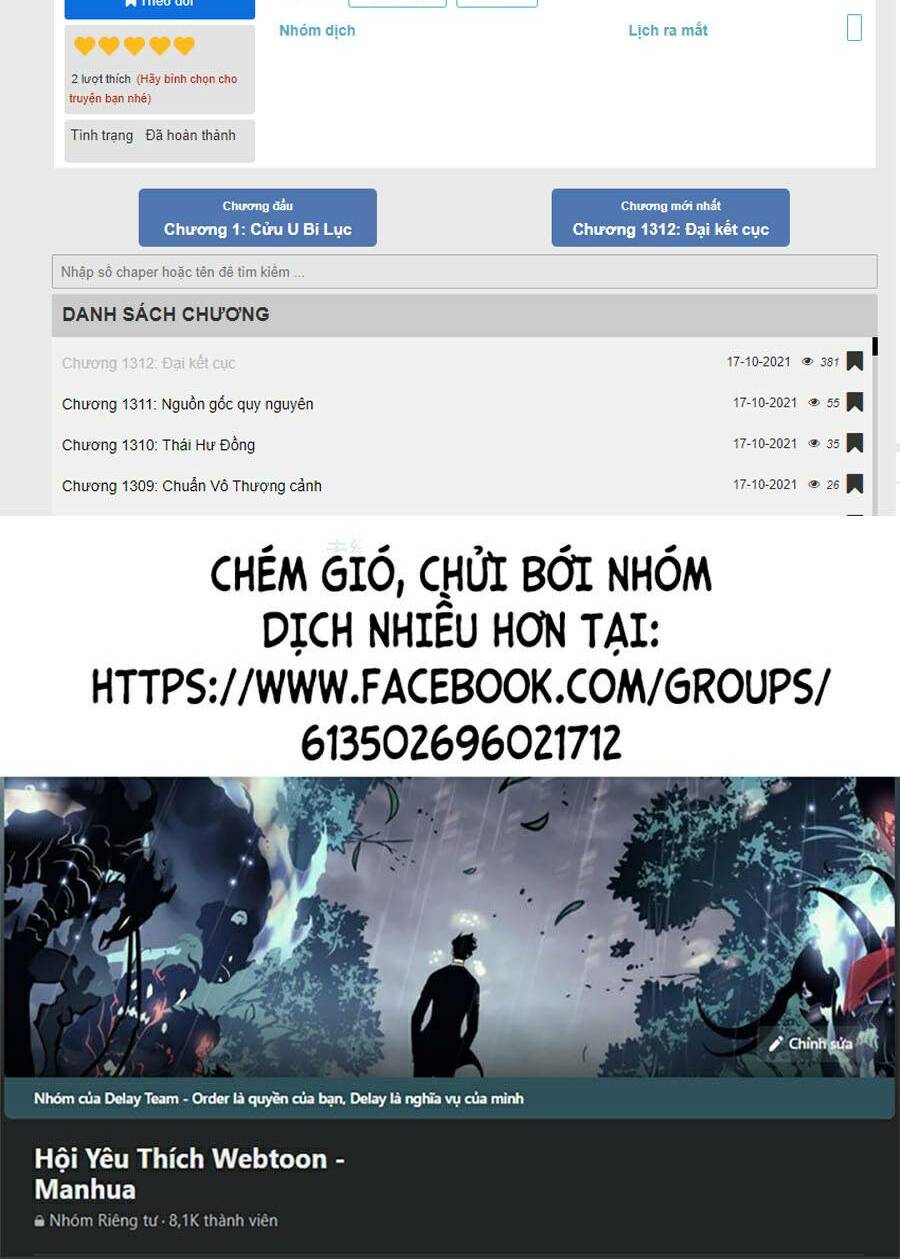 Theo dõi
Nhóm dịch
Lịch ra mắt
2 lượt thích (Hãy bình chọn cho
truyện bạn nhé)
Tình trạng Đã hoàn thành
Chương đầu
Chương 1: Cửu U Bí Lục
Chương mới nhất
Chương 1312: Đại kết cục
Nhập số chaper hoặc tên để tìm kiếm ...
DANH SÁCH CHƯƠNG
Chương 1312: Đại kết cục 17-10-2021 381
Chương 1311: Nguồn gốc quy nguyên 17-10-2021 55
Chương 1310: Thái Hư Đồng 17-10-2021 35
Chương 1309: Chuẩn Vô Thượng cảnh 17-10-2021 26
CHÉM GIÓ, CHỬI BỚI NHÓM
DỊCH NHIỀU HƠN TẠI:
HTTPS://WWW.FACEBOOK.COM/GROUPS/
613502696021712
Chỉnh sửa
Nhóm của Delay Team - Order là quyền của bạn, Delay là nghĩa vụ của mình
Hội Yêu Thích Webtoon -
Manhua
Nhóm Riêng tư · 8,1K thành viên